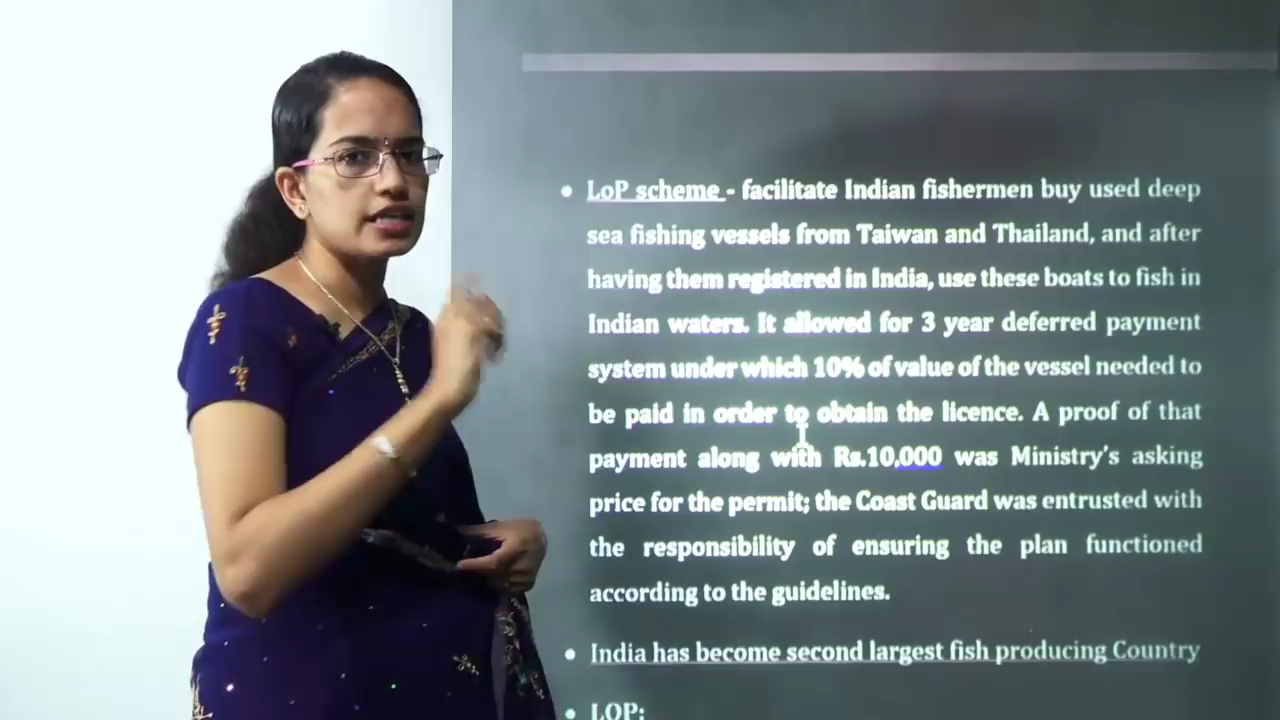 • LoP scheme - facilitate Indian fishermen buy used deep
sea fishing vessels from Taiwan and Thailand, and after
having them registered in India, use these boats to fish in
Indian waters. It allowed for 3 year deferred payment
system under which 10% of value of the vessel needed to
be paid in order to obtain the licence. A proof of that
payment along with Rs.10,000 was Ministry's asking
price for the permit; the Coast Guard was entrusted with
the responsibility of ensuring the plan functioned
according to the guidelines.
• India has become second largest fish producing Country
• LOP: